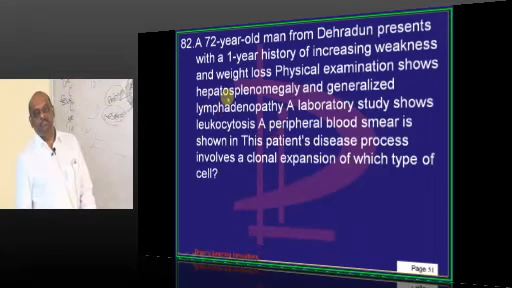 82.A 72-year-old man from Dehradun presents
with a 1-year history of increasing weakness
and weight loss Physical examination shows
hepatosplenomegaly and generalized
lymphadenopathy A laboratory study shows
leukocytosis A peripheral blood smear is
shown in This patient's disease process
involves a clonal expansion of which type of
cell?
Page 51